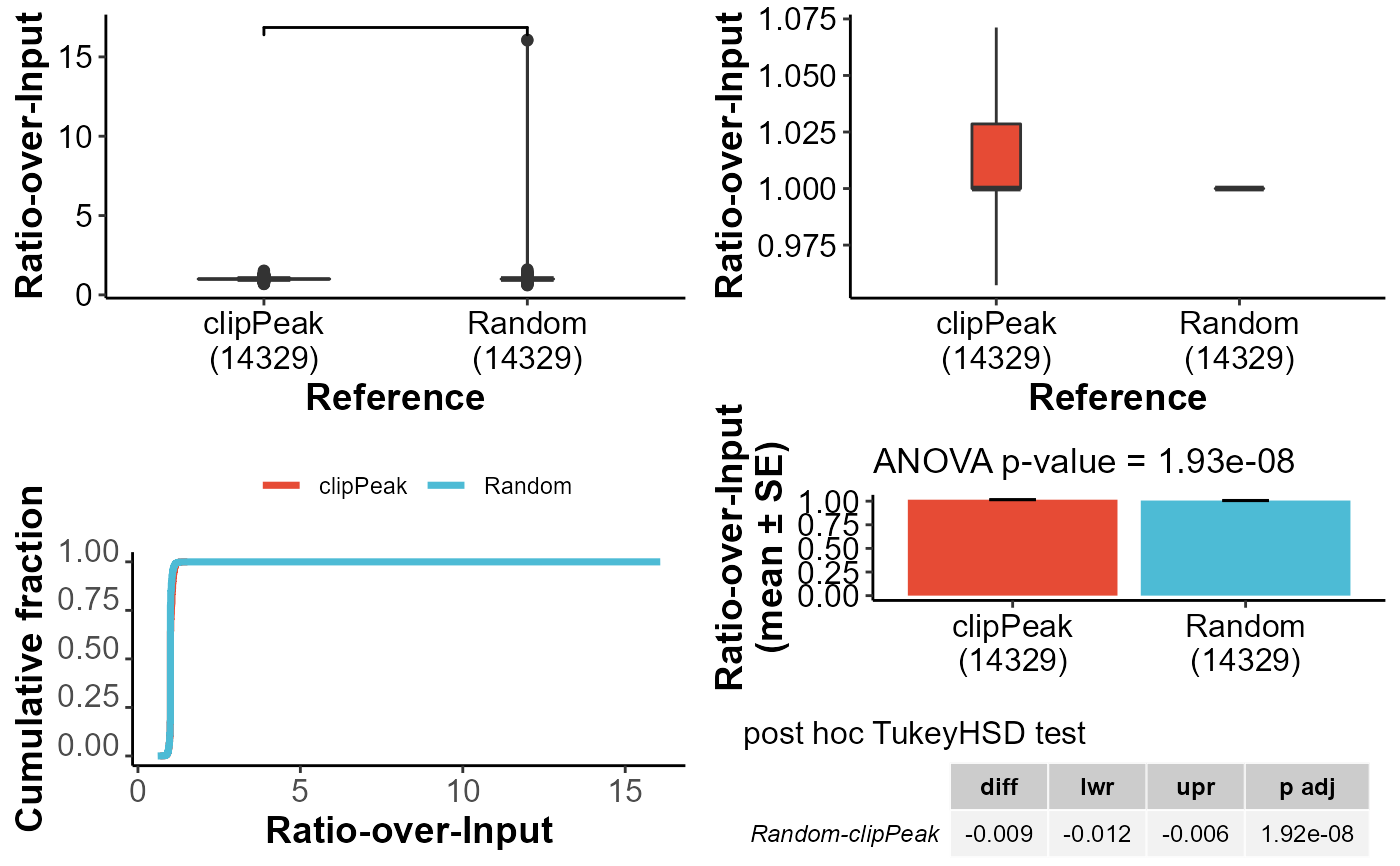 Ratio-over-Input
15
10
5
0
clipPeak
(14329)
Random
(14329)
Reference
Ratio-over-Input
1.075
1.050
1.025
1.000
0.975
clipPeak
(14329)
Random
(14329)
Reference
clipPeak
Random
Cumulative fraction
1.00
0.75
0.50
0.25
0.00
0
5
10
15
Ratio-over-Input
Ratio-over-Input
(mean ± SE)
ANOVA p-value = 1.93e-08
1.00
0.75
0.50
0.25
0.00
clipPeak
(14329)
Random
(14329)
post hoc TukeyHSD test
diff lwr upr p adj
Random-clipPeak -0.009 -0.012 -0.006 1.92e-08